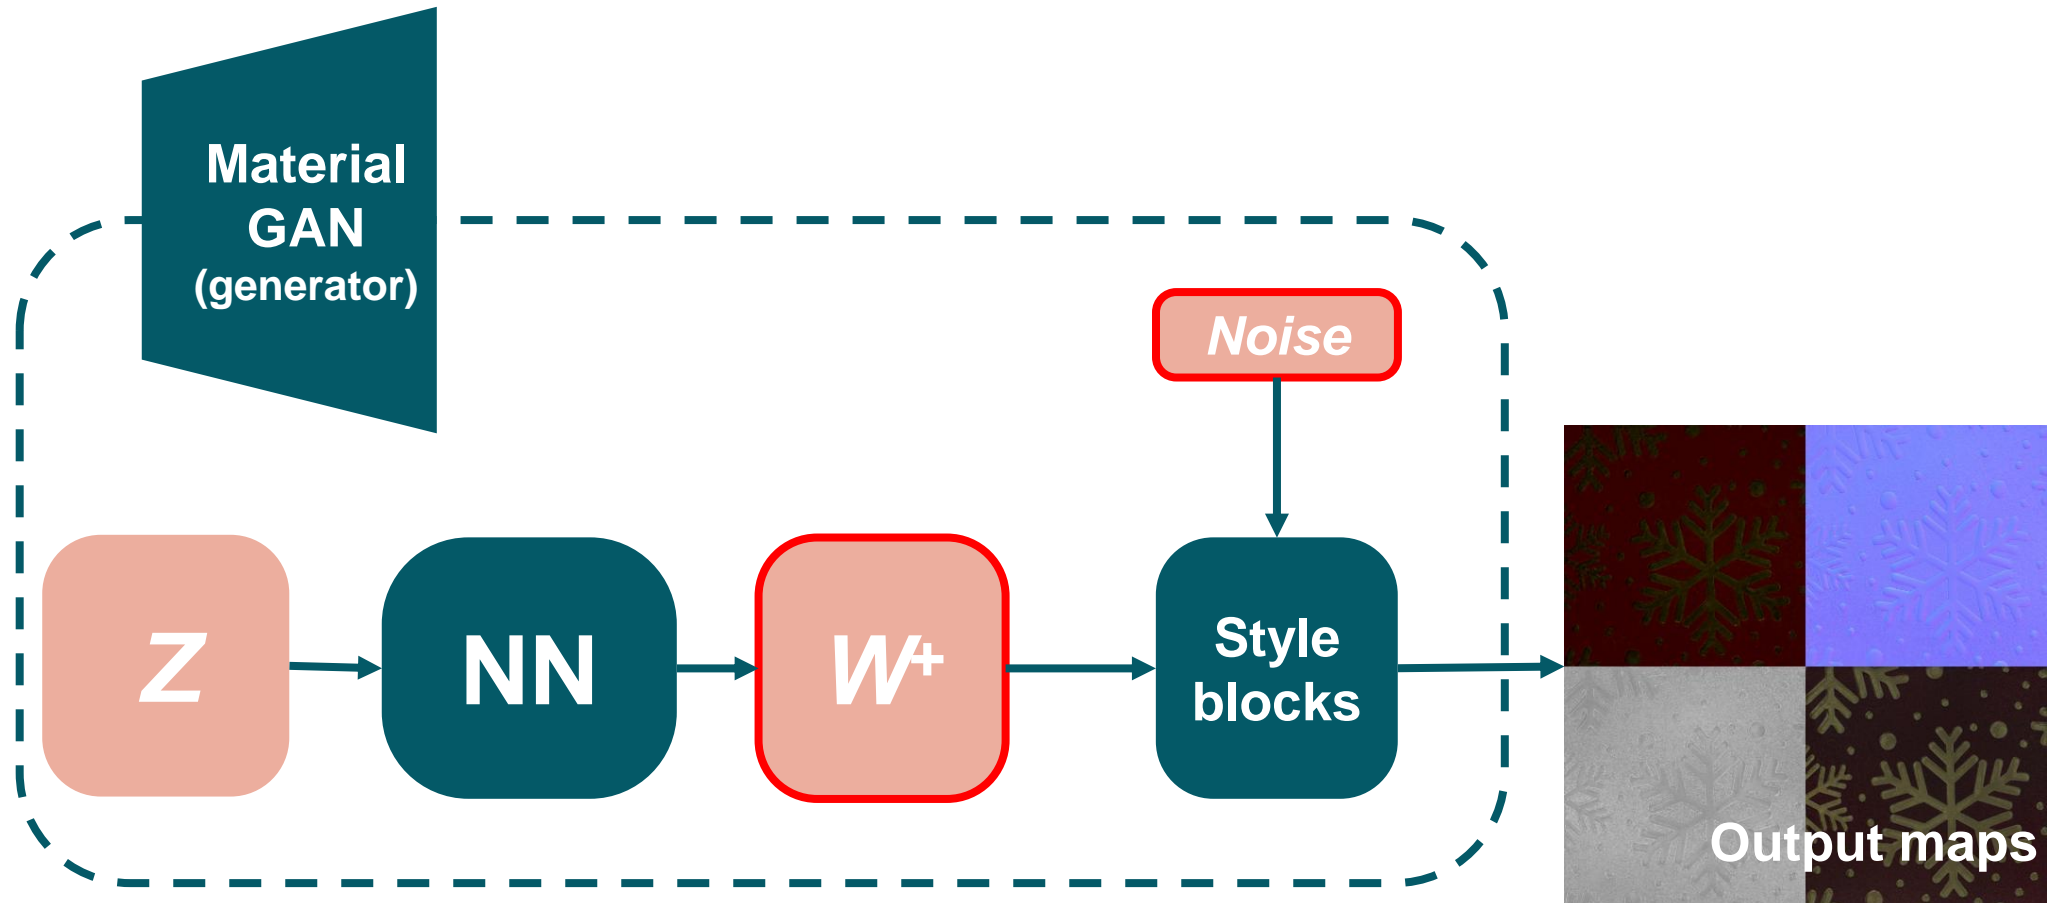 Material
GAN
(generator)
Noise
Z
NN
W+
Style
blocks
Output maps